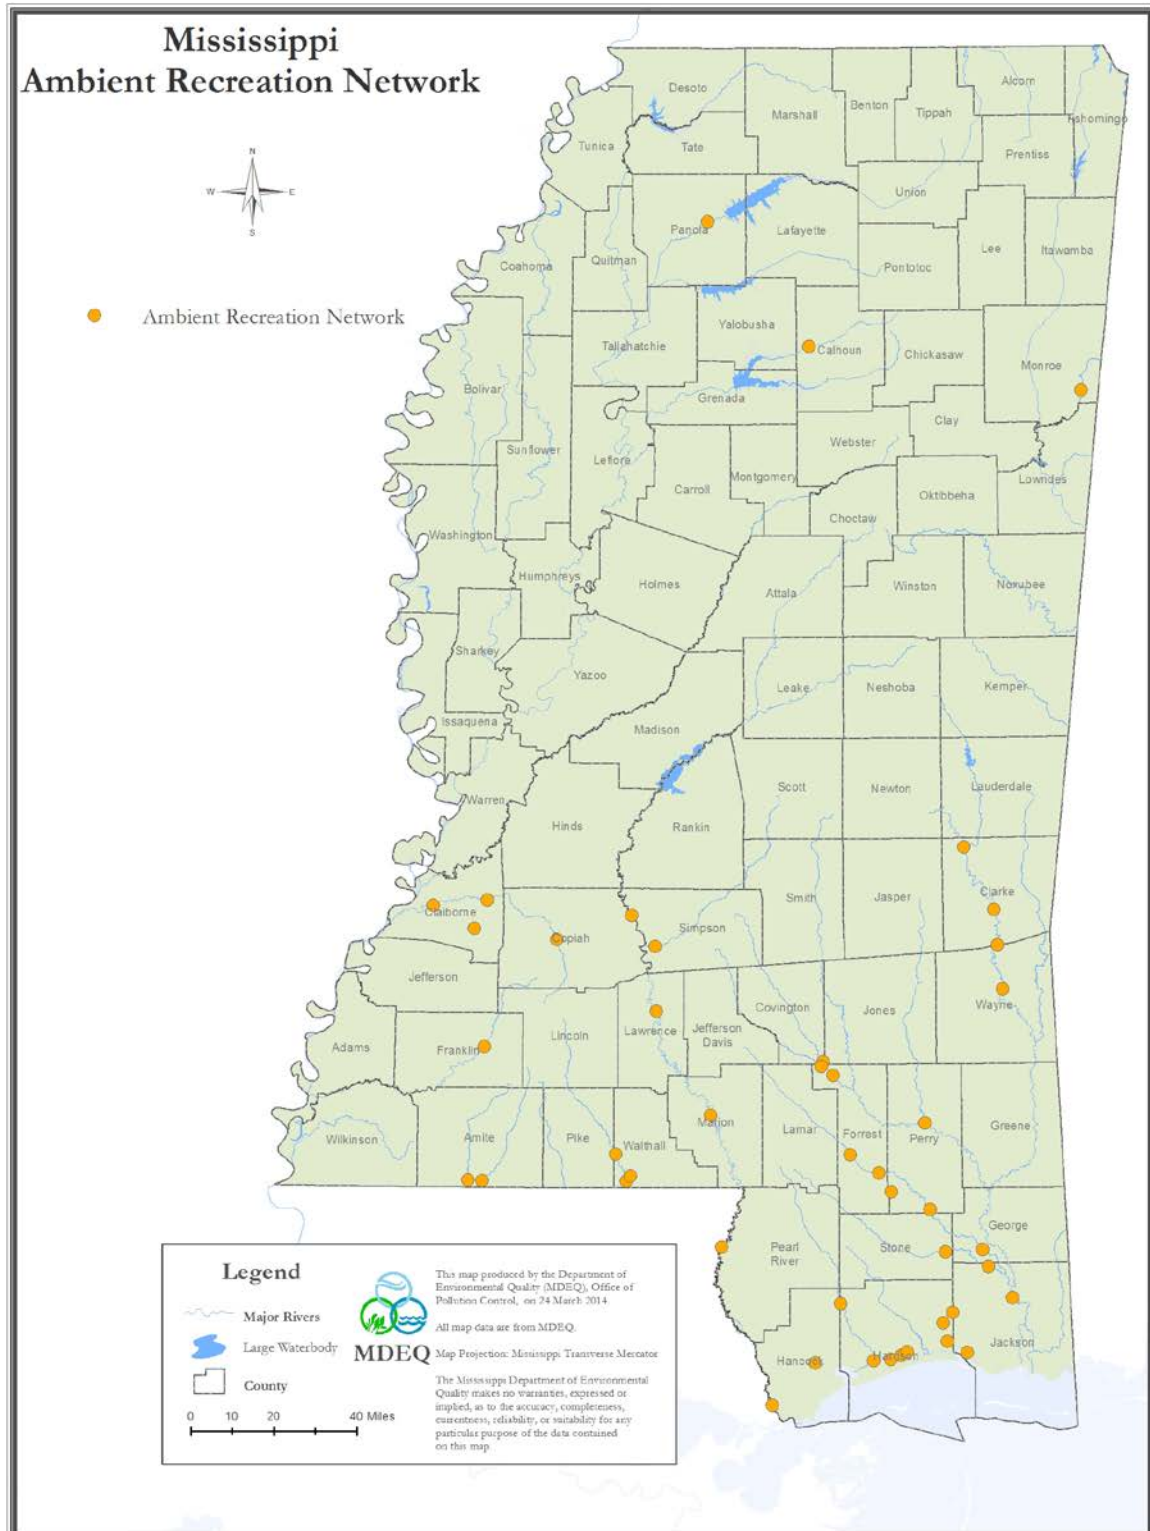 Mississippi
Ambient Recreation Network
N
W E
S
Ambient Recreation Network
Desoto
Marshall
Benton
Tippah
Alcorn
Tishomingo
Tunica
Tate
Prentiss
Union
Panola
Lafayette
Coahoma
Quitman
Pontotoc
Lee
Itawamba
Yalobusha
Tallahatchie
Calhoun
Chickasaw
Monroe
Bolivar
Grenada
Clay
Webster
Sunflower
Leflore
Carroll
Montgomery
Oktibbeha
Lowndes
Choctaw
Washington
Humphreys
Holmes
Attala
Winston
Noxubee
Sharkey
Yazoo
Leake
Neshoba
Kemper
Issaquena
Madison
Warren
Hinds
Rankin
Scott
Newton
Lauderdale
Claiborne
Copiah
Simpson
Smith
Jasper
Clarke
Jefferson
Adams
Franklin
Lincoln
Lawrence
Jefferson
Davis
Covington
Jones
Wayne
Wilkinson
Amite
Pike
Walthall
Marion
Lamar
Forrest
Perry
Greene
Pearl
River
Stone
George
Hancock
Harrison
Jackson
Legend
Major Rivers
Large Waterbody
County
0 10 20 40 Miles
MDEQ
This map produced by the Department of
Environmental Quality (MDEQ), Office of
Pollution Control, on 24 March 2014.
All map data are from MDEQ.
Map Projection: Mississippi Transverse Mercator
The Mississippi Department of Environmental
Quality makes no warranties, expressed or
implied, as to the accuracy, completeness,
currentness, reliability, or suitability for any
particular purpose of the data contained
on this map.